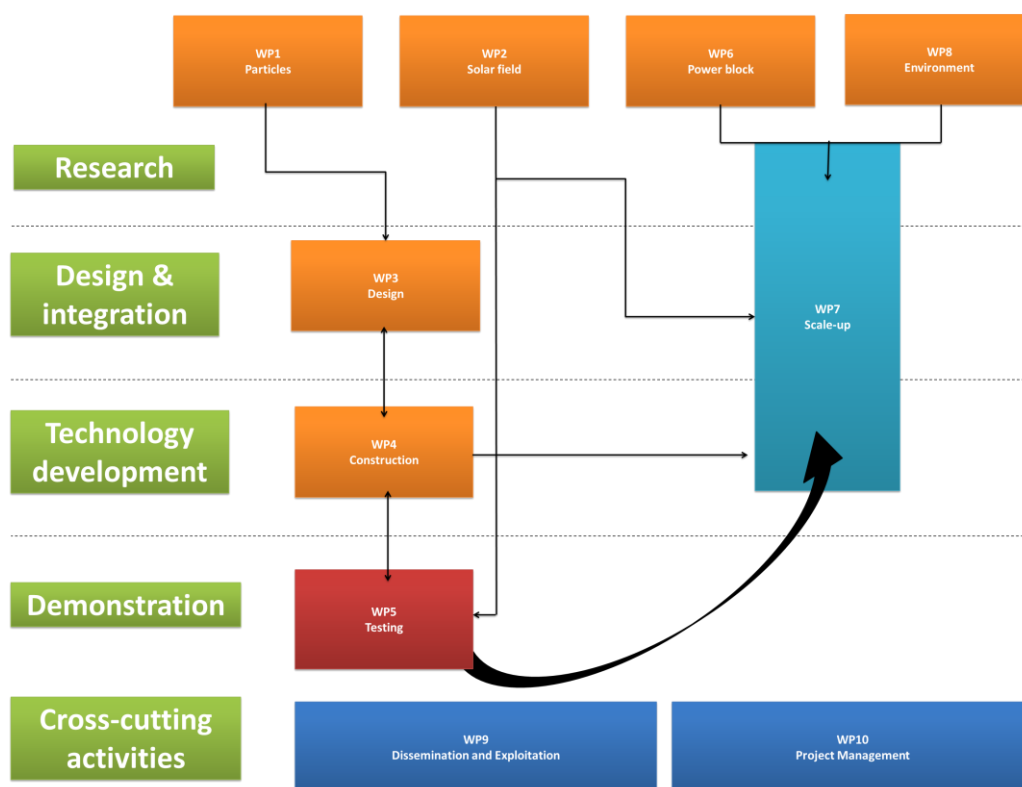 WP1
Particles
WP2
Solar field
WP6
Power block
WP8
Environment
Research
Design &
integration
WP3
Design
WP7
Scale-up
Technology
development
WP4
Construction
Demonstration
WP5
Testing
Cross-cutting
activities
WP9
Dissemination and Exploitation
WP10
Project Management